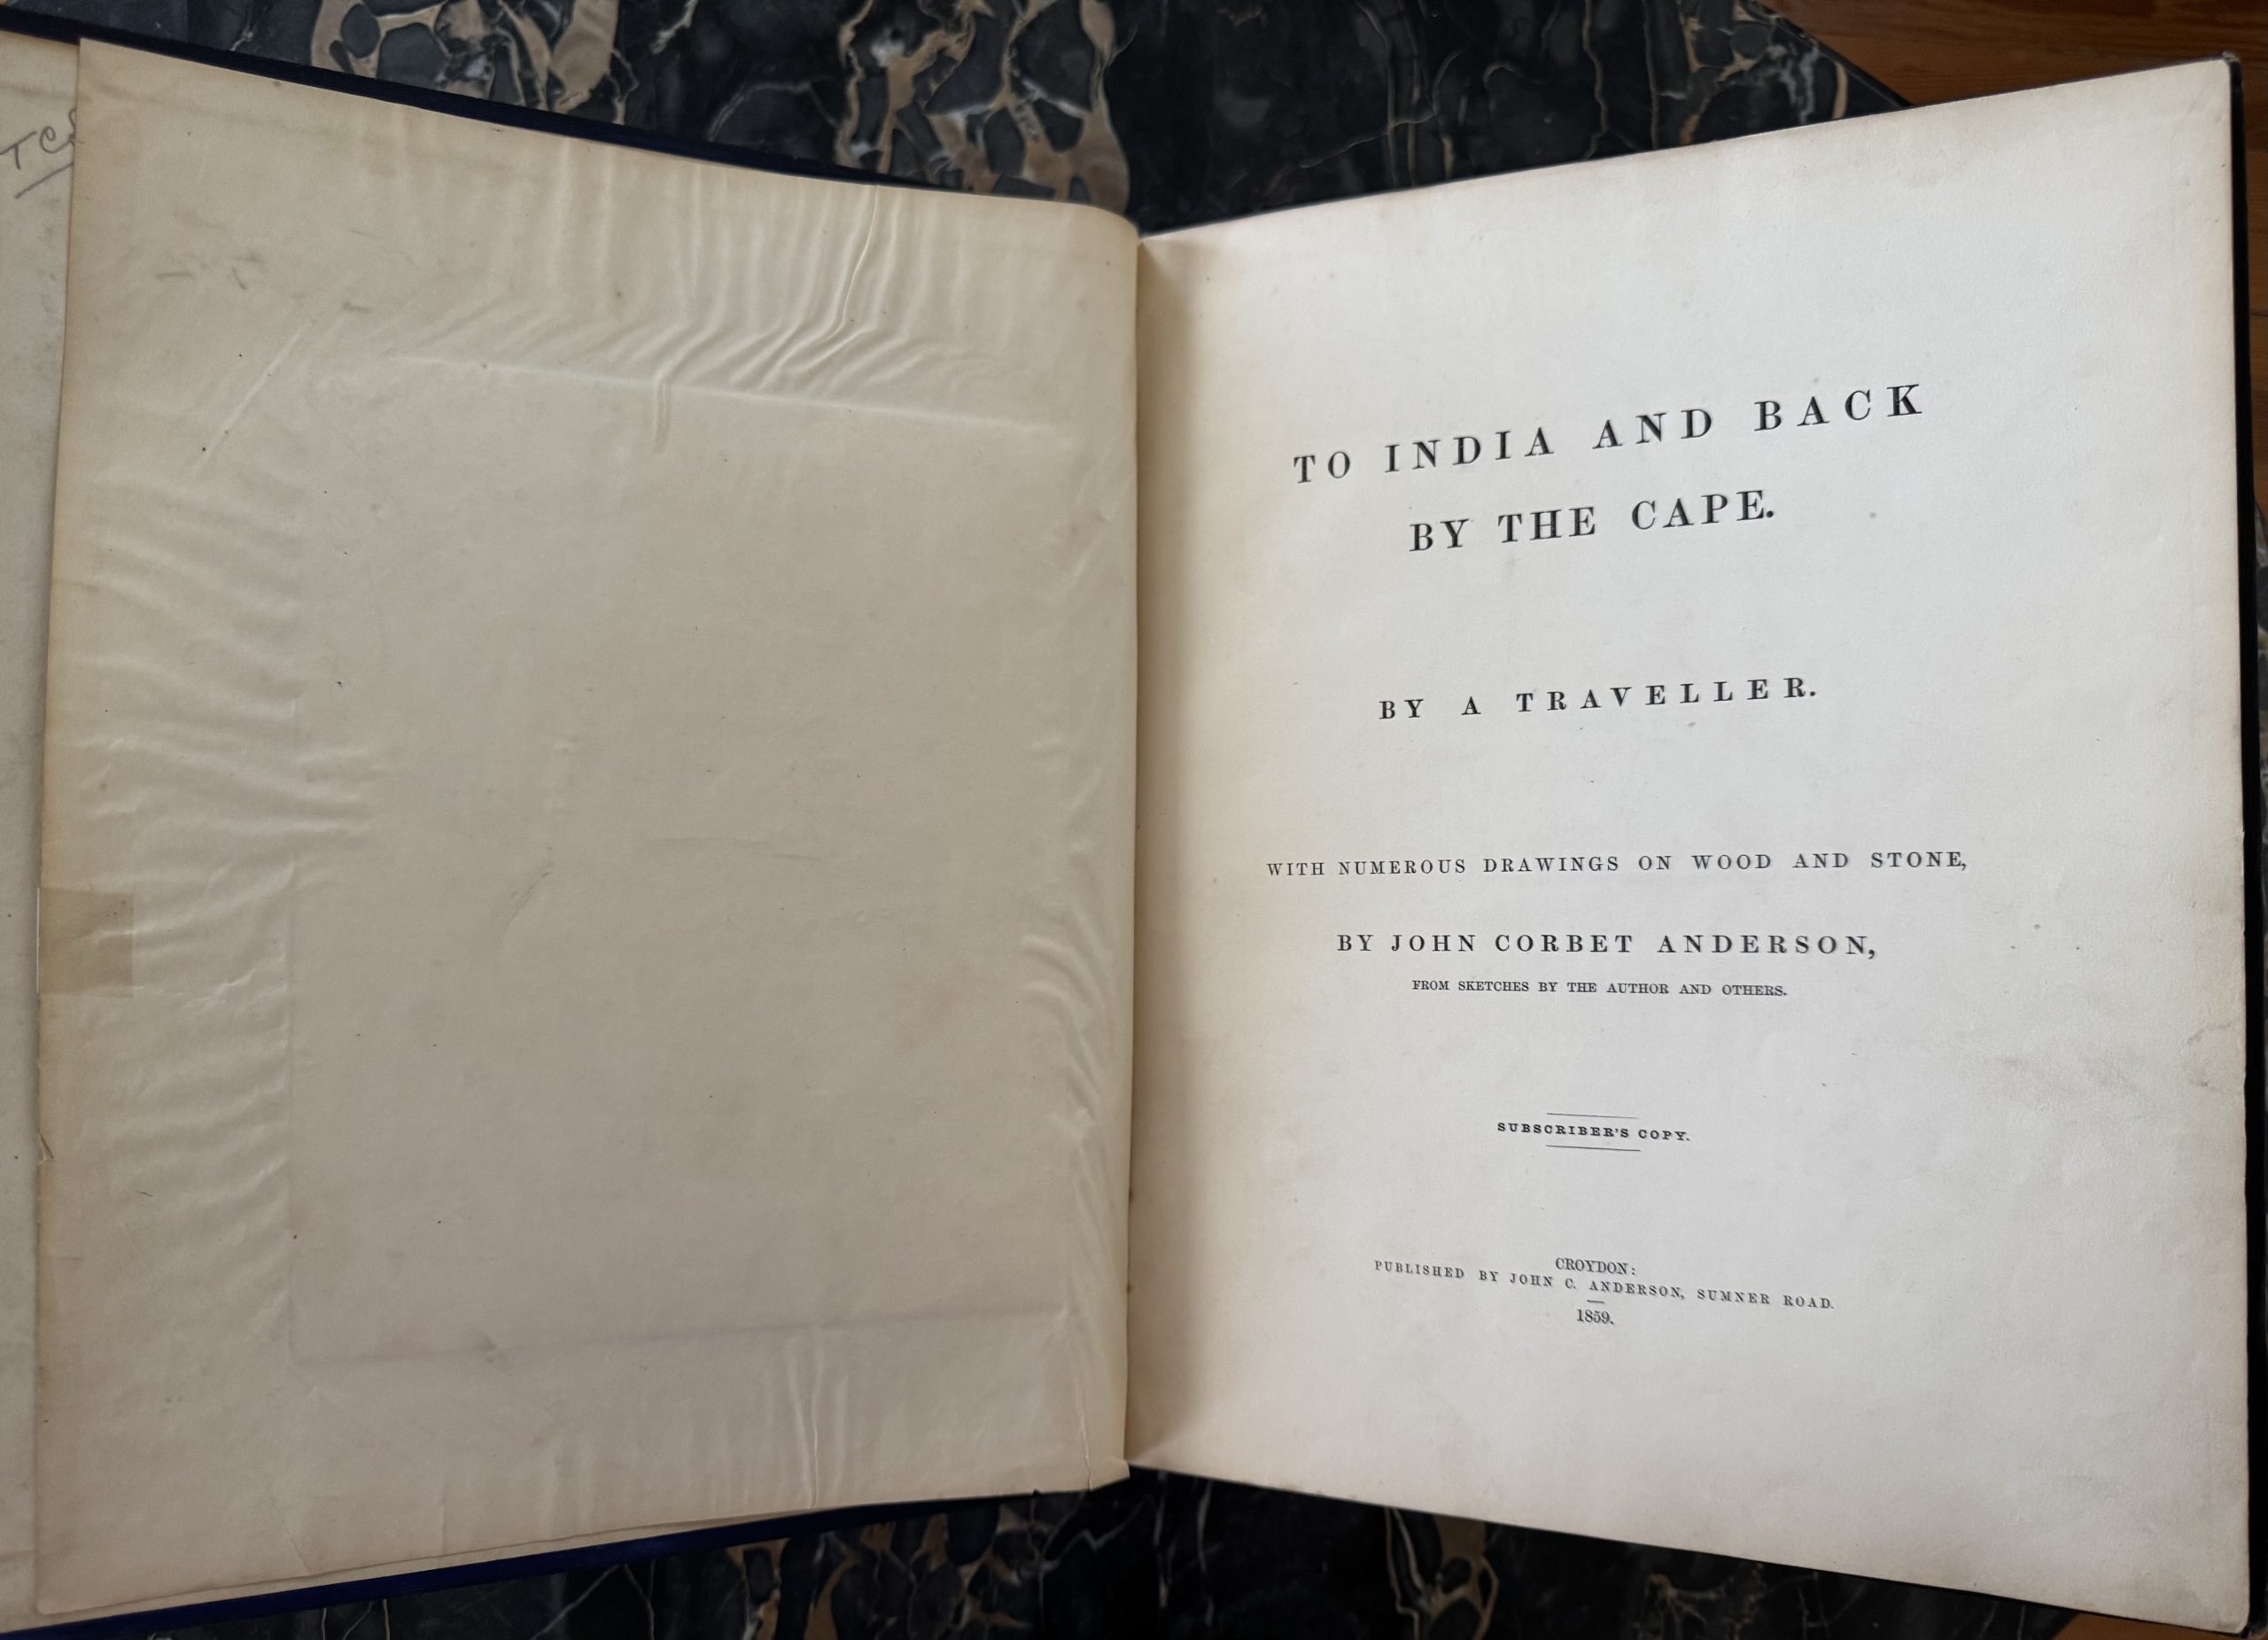 TO INDIA AND BACK
BY THE CAPE.
BY A TRAVELLER.
WITH NUMEROUS DRAWINGS ON WOOD AND STONE,
BY JOHN CORBET ANDERSON,
FROM SKETCHES BY THE AUTHOR AND OTHERS.
SUBSCRIBER'S COPY.
CROYDON:
PUBLISHED BY JOHN C. ANDERSON, SUMNER ROAD.
1859.